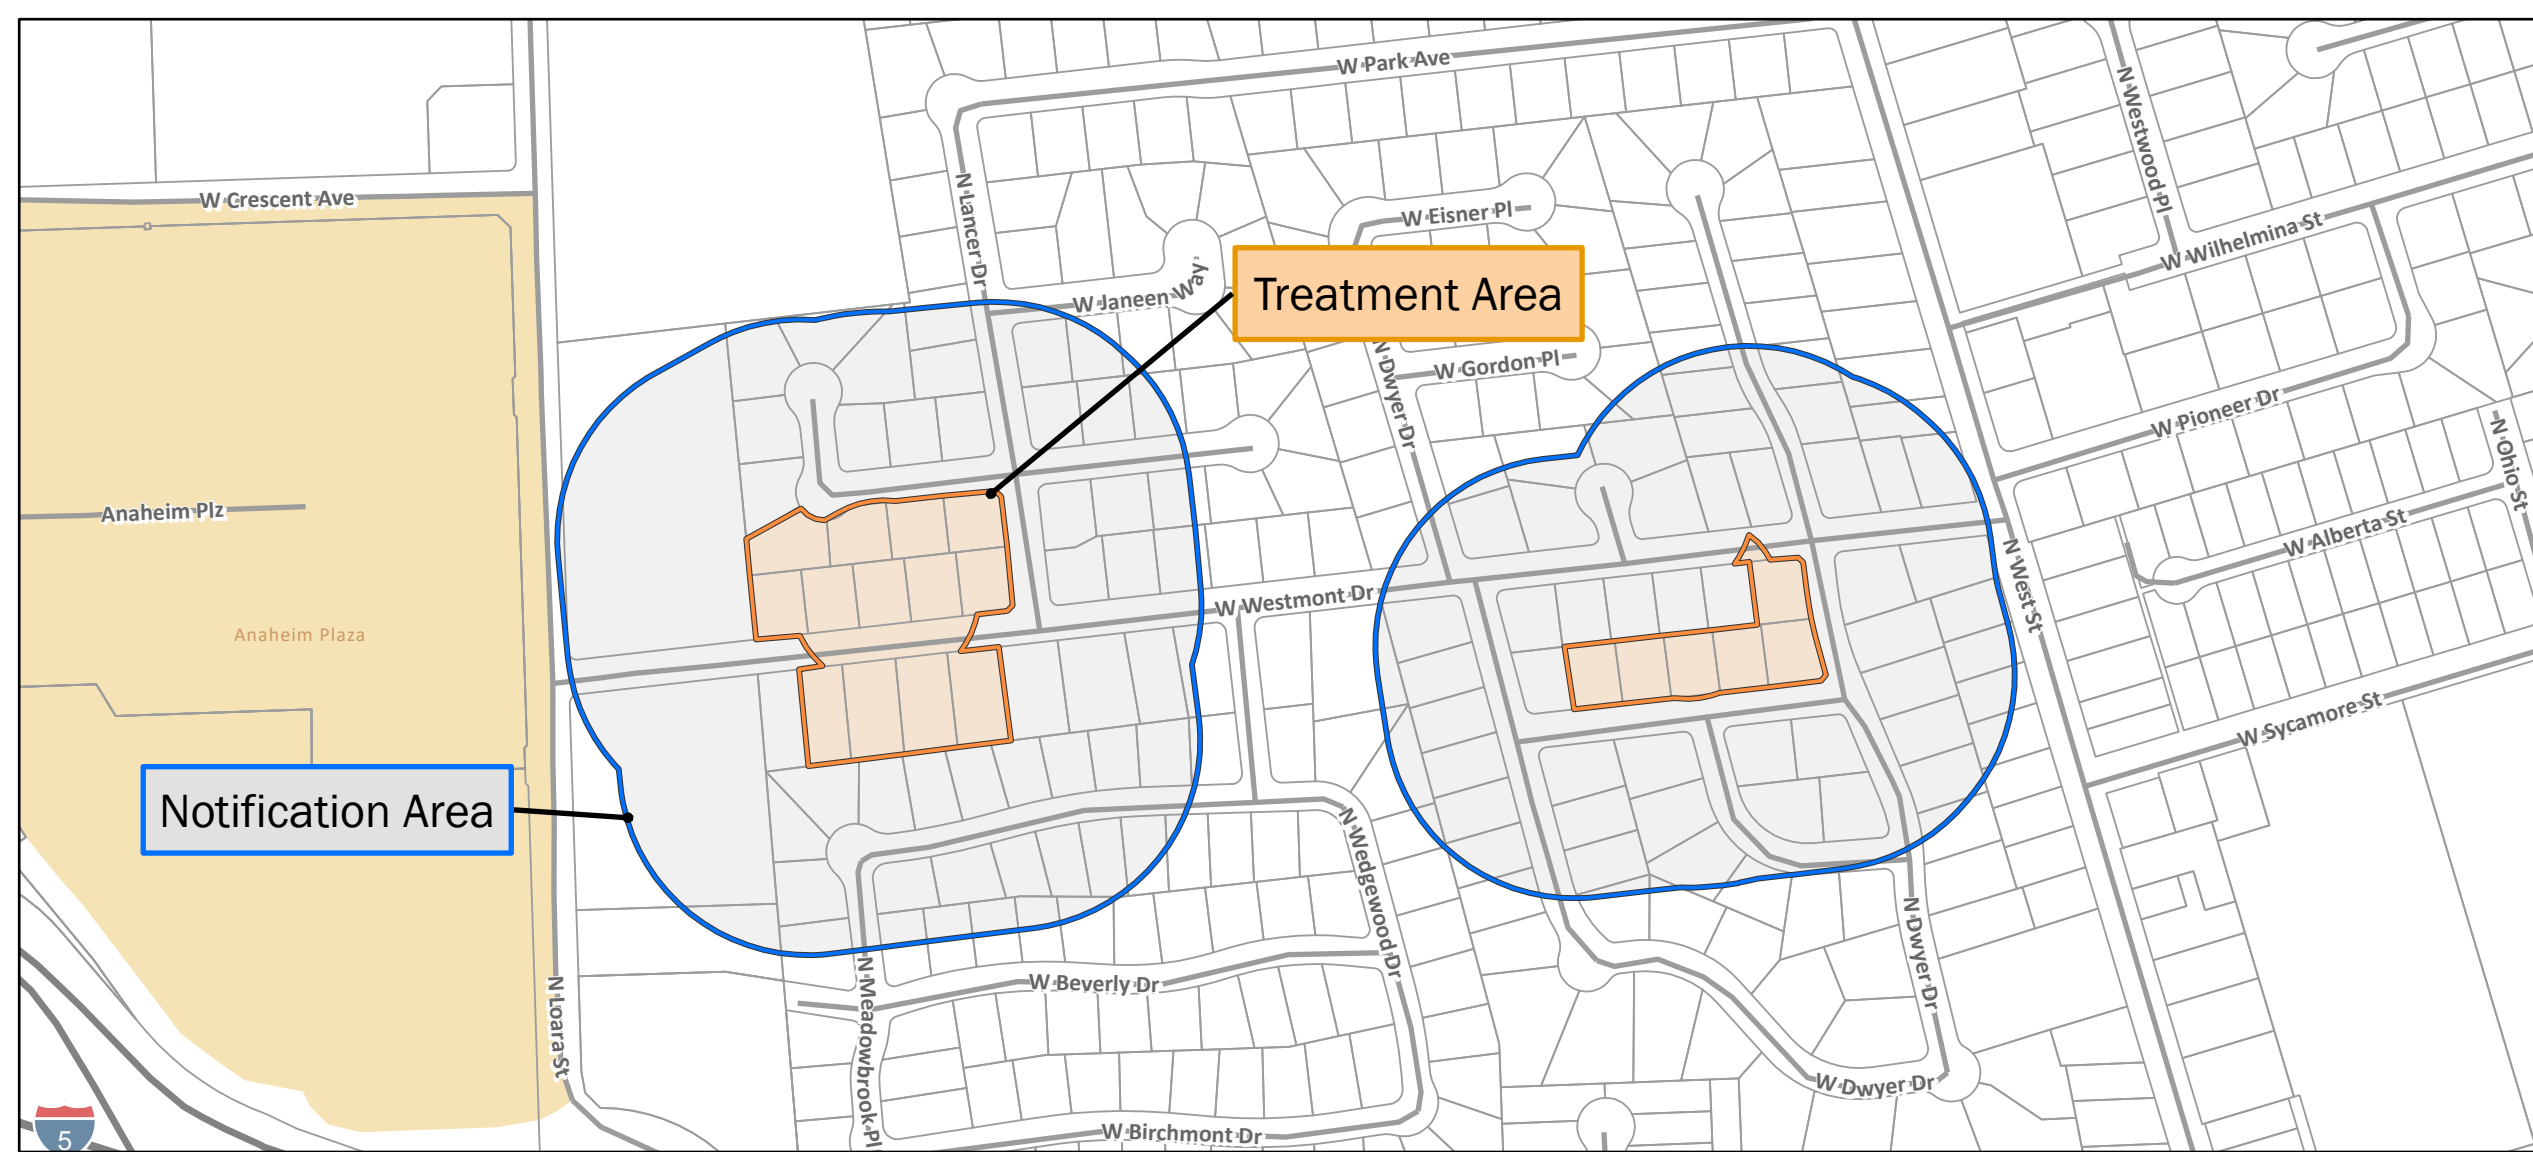 W Park Ave
N Westwood Pl
W Crescent Ave
N Lancer Dr
W Eisner Pl
W Wilhelmina St
W Janeen Way
Treatment Area
W Gordon Pl
N Dwyer Dr
W Pioneer Dr
N Ohio St
Anaheim Plz
W Alberta St
N West St
W Westmont Dr
Anaheim Plaza
W Sycamore St
Notification Area
N Wedgewood Dr
N Dwyer Dr
W Beverly Dr
N Meadowbrook Pl
N Loara St
W Dwyer Dr
W Birchmont Dr
5